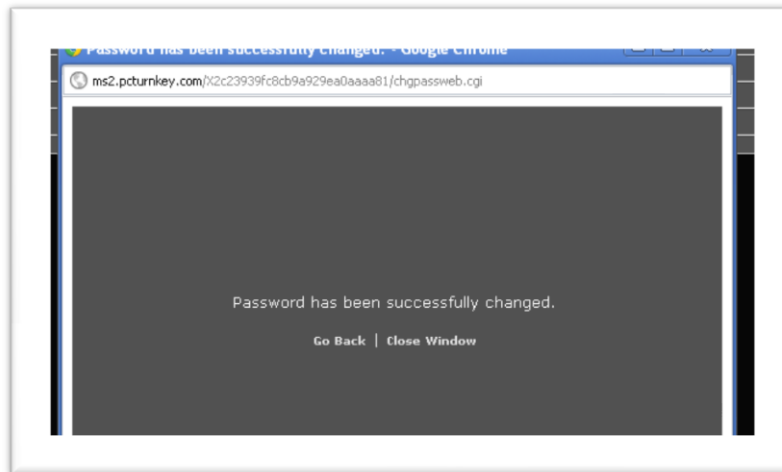 Password has been successfully changed. - Google Chrome
ms2.pcturnkey.com/X2c23939fc8cb9a929ea0aaaa81/chgpassweb.cgi
Password has been successfully changed.
Go Back | Close Window